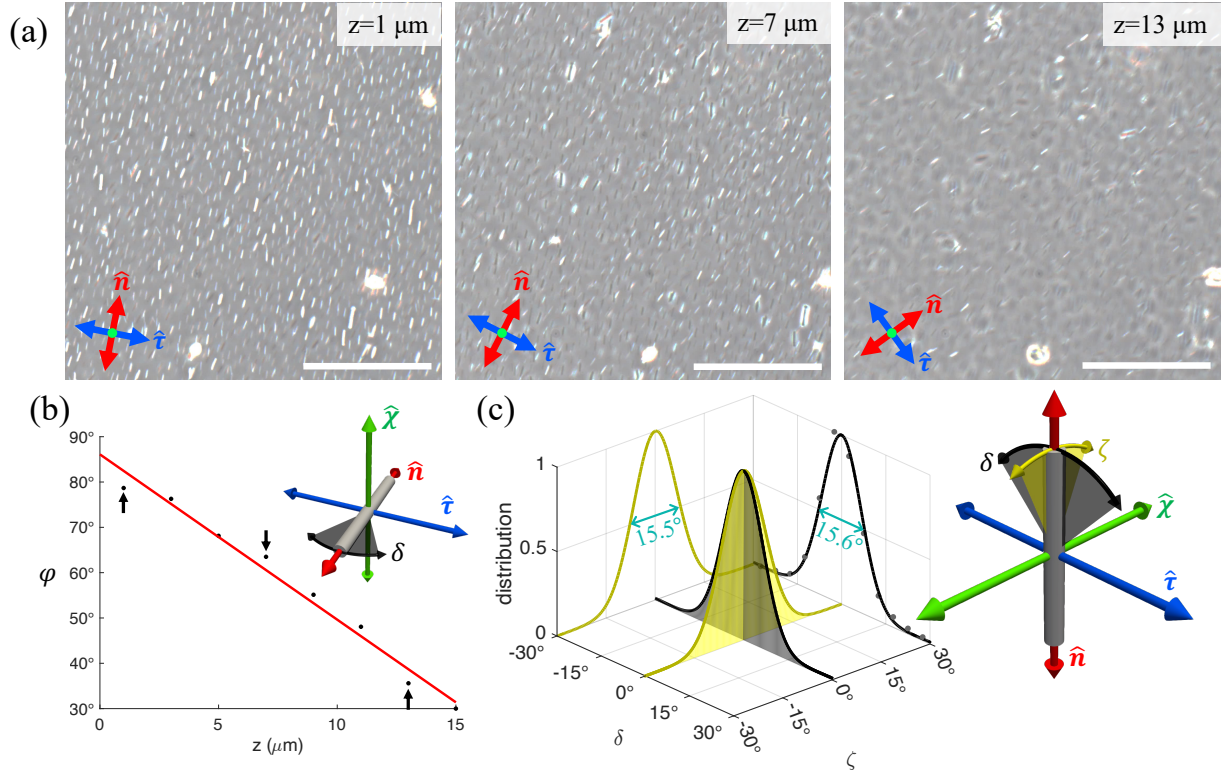 (a)
z=1 μm
z=7 μm
z=13 μm
n̂
τ̂
n̂
τ̂
n̂
τ̂
(b)
90°
80°
70°
60°
50°
40°
30°
φ
0
5
10
15
z (μm)
χ̂
n̂
τ̂
δ
(c)
1
0.5
0
distribution
15.5°
15.6°
-30°
-15°
0°
15°
30°
δ
-30°
-15°
0°
15°
30°
ζ
δ
ζ
χ̂
τ̂
n̂